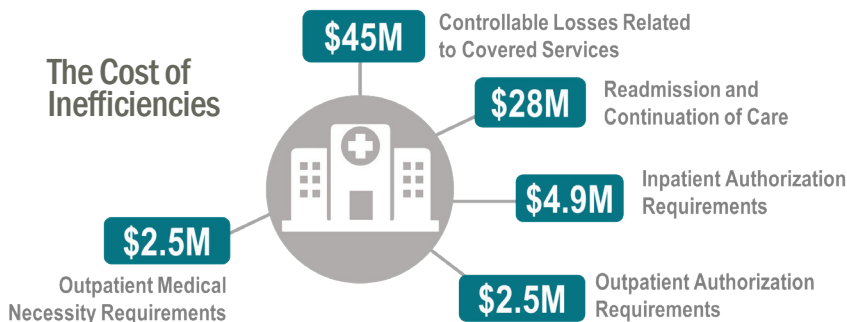 The Cost of
Inefficiencies
$45M
Controllable Losses Related
to Covered Services
$28M
Readmission and
Continuation of Care
$4.9M
Inpatient Authorization
Requirements
$2.5M
Outpatient Authorization
Requirements
$2.5M
Outpatient Medical
Necessity Requirements